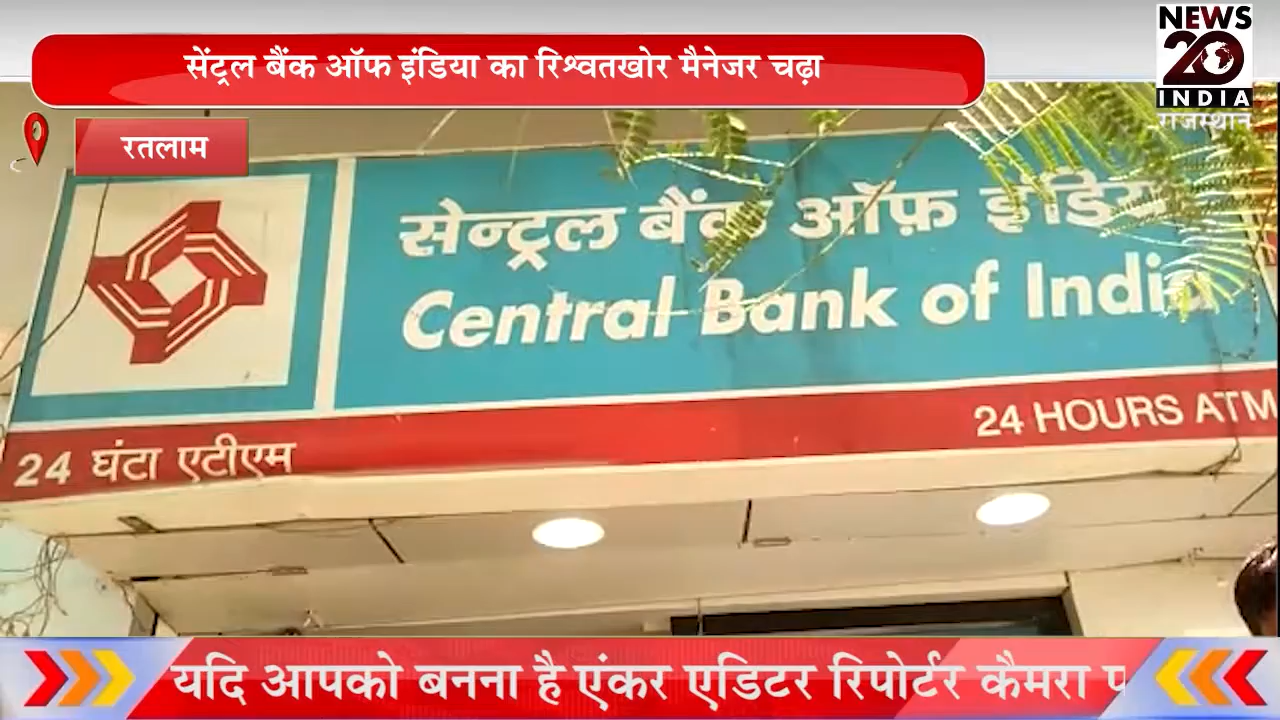 सेंट्रल बैंक ऑफ इंडिया का रिश्वतखोर मैनेजर चढ़ा
NEWS
20
INDIA
राजस्थान
रतलाम
सेन्ट्रल बैंक ऑफ़ इंडिया
Central Bank of India
24 घंटा एटीएम
24 HOURS ATM
यदि आपको बनना है एंकर एडिटर रिपोर्टर कैमरा